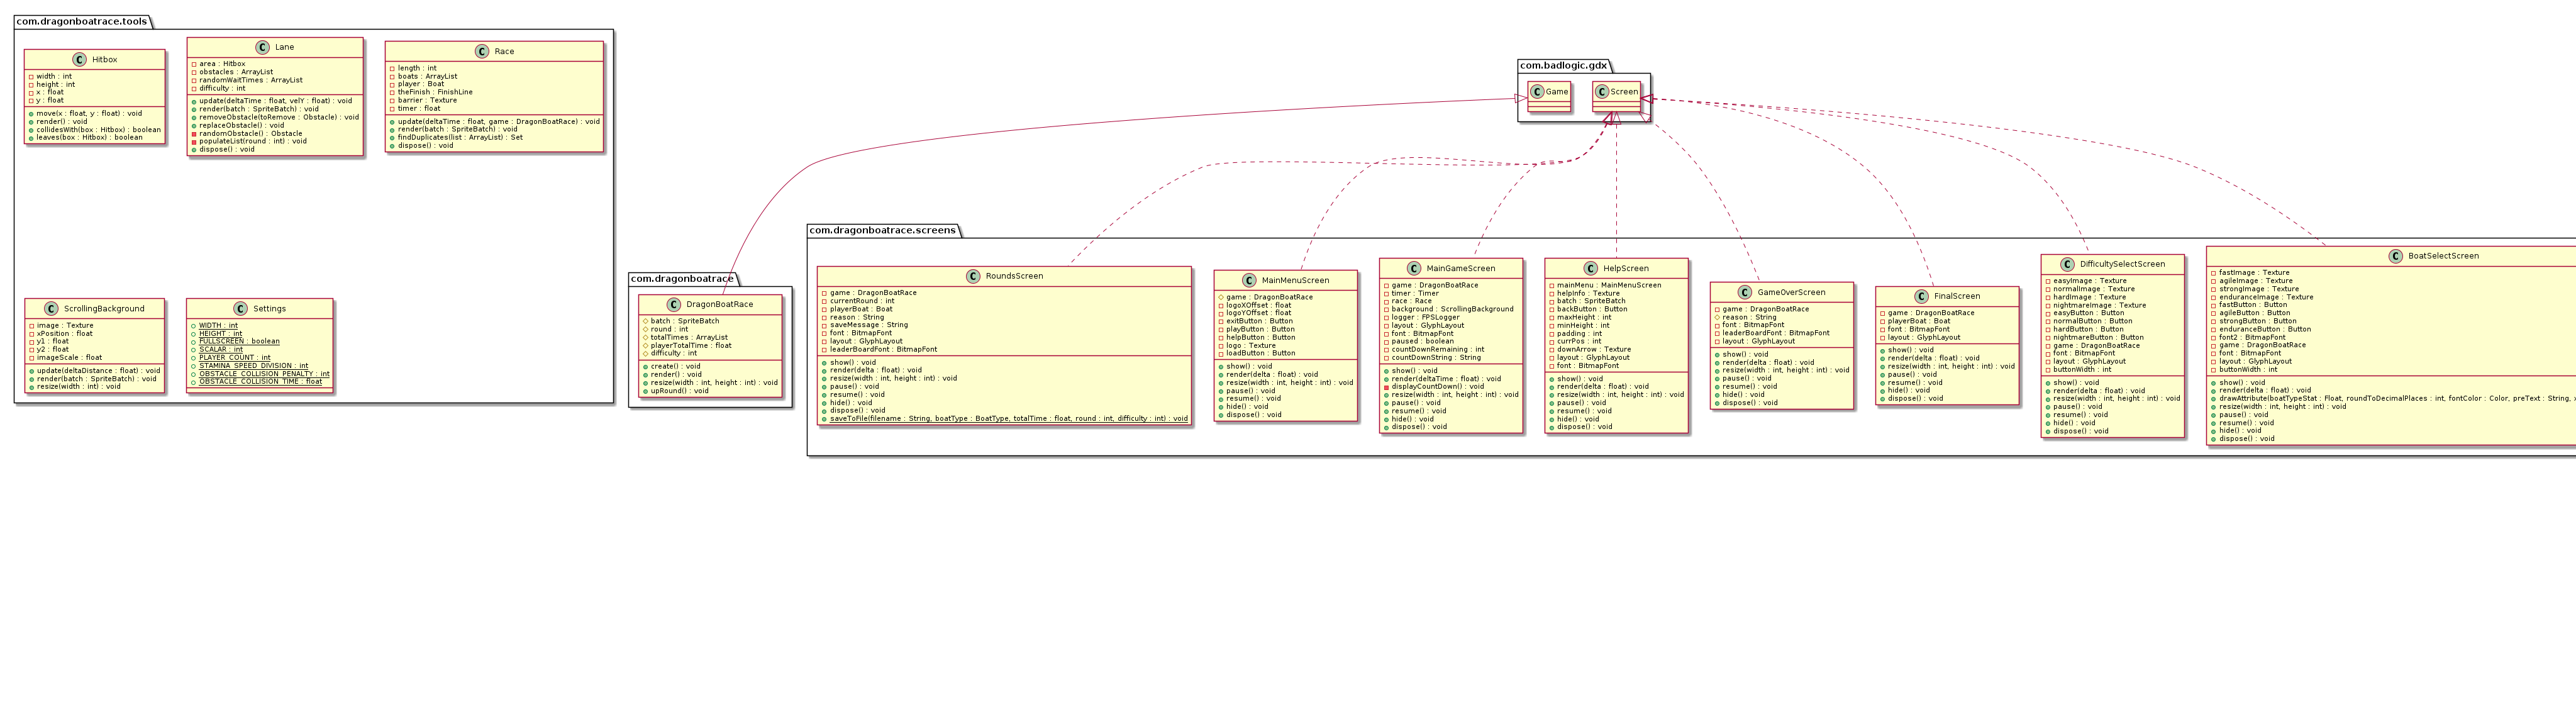 com.dragonboatrace.tools
Hitbox
width : int
height : int
x : float
y : float
move(x : float, y : float) : void
render() : void
collidesWith(box : Hitbox) : boolean
leaves(box : Hitbox) : boolean
Lane
area : Hitbox
obstacles : ArrayList
randomWaitTimes : ArrayList
difficulty : int
update(deltaTime : float, velY : float) : void
render(batch : SpriteBatch) : void
removeObstacle(toRemove : Obstacle) : void
replaceObstacle() : void
randomObstacle() : Obstacle
populateList(round : int) : void
dispose() : void
Race
length : int
boats : ArrayList
player : Boat
theFinish : FinishLine
barrier : Texture
timer : float
update(deltaTime : float, game : DragonBoatRace) : void
render(batch : SpriteBatch) : void
findDuplicates(list : ArrayList) : Set
dispose() : void
ScrollingBackground
image : Texture
xPosition : float
y1 : float
y2 : float
imageScale : float
update(deltaDistance : float) : void
render(batch : SpriteBatch) : void
resize(width : int) : void
Settings
WIDTH : int
HEIGHT : int
FULLSCREEN : boolean
SCALAR : int
PLAYER_COUNT : int
STAMINA_SPEED_DIVISION : int
OBSTACLE_COLLISION_PENALTY : int
OBSTACLE_COLLISION_TIME : float
com.badlogic.gdx
Game
Screen
com.dragonboatrace
DragonBoatRace
batch : SpriteBatch
round : int
totalTimes : ArrayList
playerTotalTime : float
difficulty : int
create() : void
render() : void
resize(width : int, height : int) : void
upRound() : void
com.dragonboatrace.screens
RoundsScreen
game : DragonBoatRace
currentRound : int
playerBoat : Boat
reason : String
saveMessage : String
font : BitmapFont
layout : GlyphLayout
leaderBoardFont : BitmapFont
show() : void
render(delta : float) : void
resize(width : int, height : int) : void
pause() : void
resume() : void
hide() : void
dispose() : void
saveToFile(filename : String, boatType : BoatType, totalTime : float, round : int, difficulty : int) : void
MainMenuScreen
game : DragonBoatRace
logoXOffset : float
logoYOffset : float
exitButton : Button
playButton : Button
helpButton : Button
logo : Texture
loadButton : Button
show() : void
render(delta : float) : void
resize(width : int, height : int) : void
pause() : void
resume() : void
hide() : void
dispose() : void
MainGameScreen
game : DragonBoatRace
timer : Timer
race : Race
background : ScrollingBackground
logger : FPSLogger
layout : GlyphLayout
font : BitmapFont
paused : boolean
countDownRemaining : int
countDownString : String
show() : void
render(deltaTime : float) : void
displayCountDown() : void
resize(width : int, height : int) : void
pause() : void
resume() : void
hide() : void
dispose() : void
HelpScreen
mainMenu : MainMenuScreen
helpInfo : Texture
batch : SpriteBatch
backButton : Button
maxHeight : int
minHeight : int
padding : int
currPos : int
downArrow : Texture
layout : GlyphLayout
font : BitmapFont
show() : void
render(delta : float) : void
resize(width : int, height : int) : void
pause() : void
resume() : void
hide() : void
dispose() : void
GameOverScreen
game : DragonBoatRace
reason : String
font : BitmapFont
leaderBoardFont : BitmapFont
layout : GlyphLayout
show() : void
render(delta : float) : void
resize(width : int, height : int) : void
pause() : void
resume() : void
hide() : void
dispose() : void
FinalScreen
game : DragonBoatRace
playerBoat : Boat
font : BitmapFont
layout : GlyphLayout
show() : void
render(delta : float) : void
resize(width : int, height : int) : void
pause() : void
resume() : void
hide() : void
dispose() : void
DifficultySelectScreen
easyImage : Texture
normalImage : Texture
hardImage : Texture
nightmareImage : Texture
easyButton : Button
normalButton : Button
hardButton : Button
nightmareButton : Button
game : DragonBoatRace
font : BitmapFont
layout : GlyphLayout
buttonWidth : int
show() : void
render(delta : float) : void
resize(width : int, height : int) : void
pause() : void
resume() : void
hide() : void
dispose() : void
BoatSelectScreen
fastImage : Texture
agileImage : Texture
strongImage : Texture
enduranceImage : Texture
fastButton : Button
agileButton : Button
strongButton : Button
enduranceButton : Button
font2 : BitmapFont
game : DragonBoatRace
font : BitmapFont
layout : GlyphLayout
buttonWidth : int
show() : void
render(delta : float) : void
drawAttribute(boatTypeStat : Float, roundToDecimalPlaces : int, fontColor : Color, preText : String,
resize(width : int, height : int) : void
pause() : void
resume() : void
hide() : void
dispose() : void